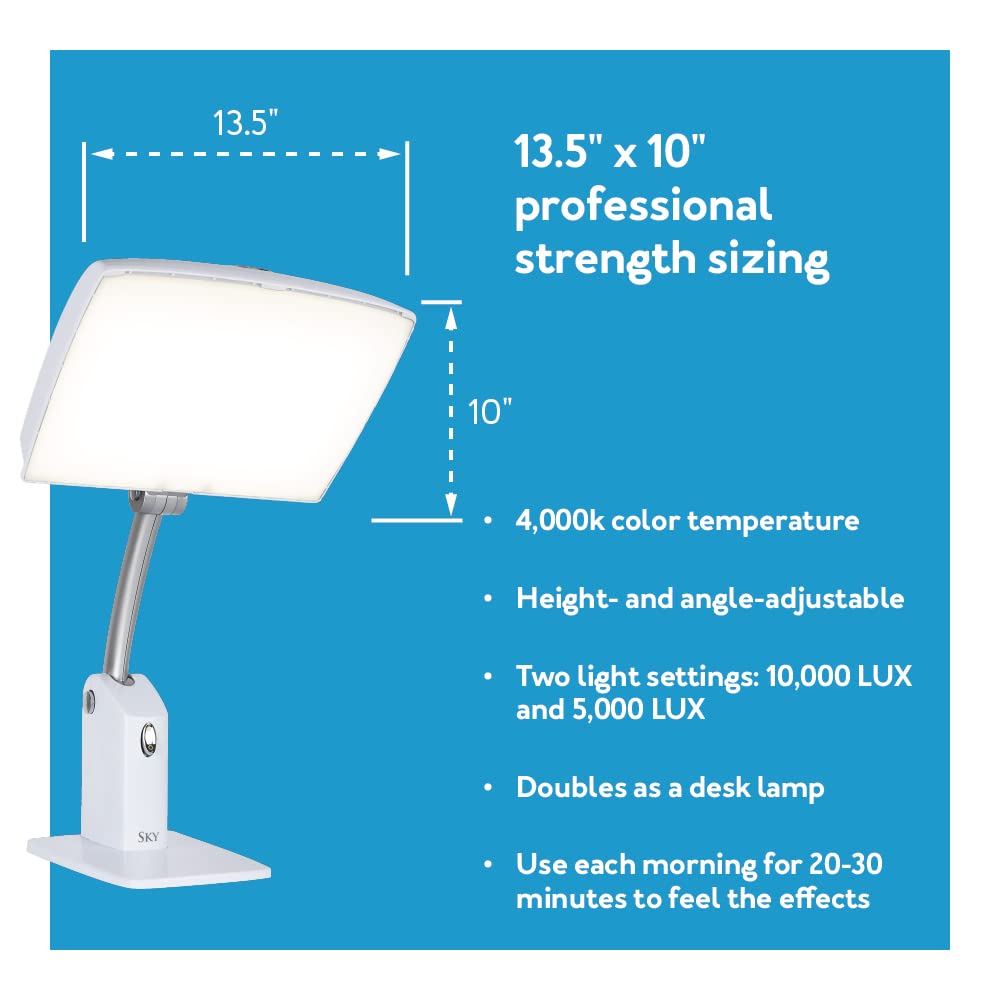 13.5"
13.5" x 10"
professional
strength sizing
10"
• 4,000k color temperature
• Height- and angle-adjustable
• Two light settings: 10,000 LUX
and 5,000 LUX
• Doubles as a desk lamp
• Use each morning for 20-30
minutes to feel the effects
SKY